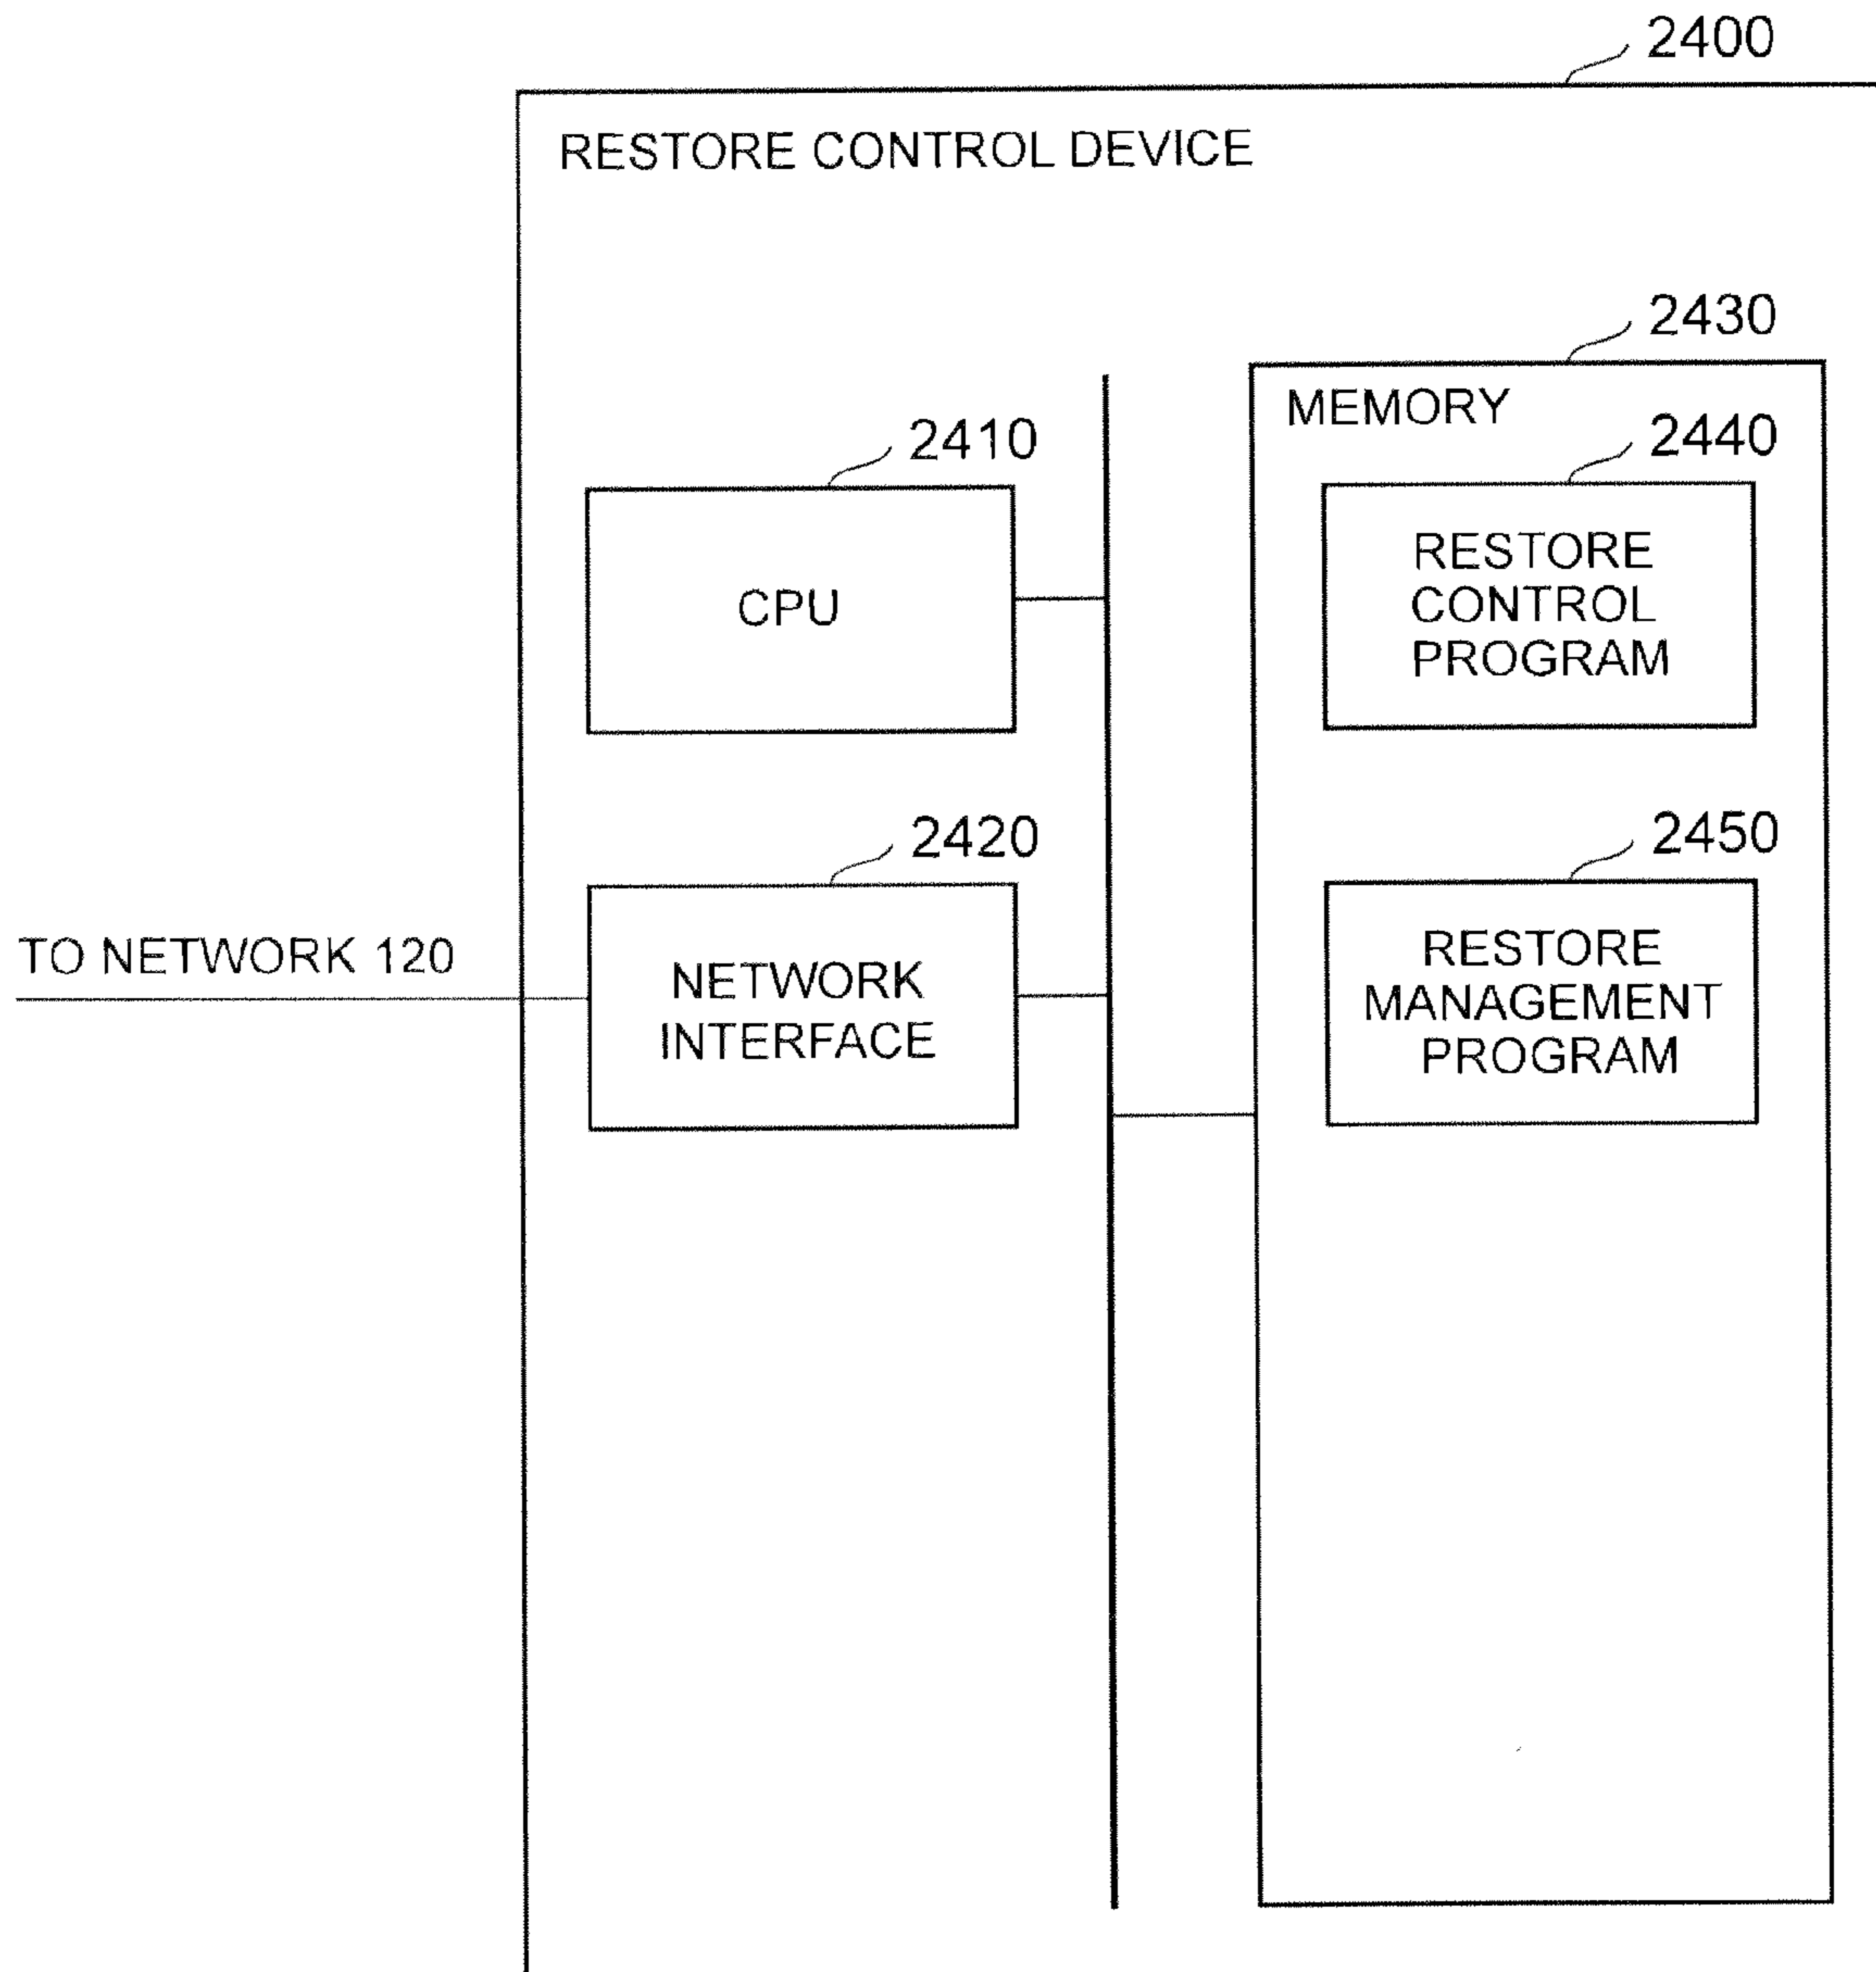 2400
RESTORE CONTROL DEVICE
2430
MEMORY
2410
2440
CPU
RESTORE
CONTROL
PROGRAM
2420
2450
TO NETWORK 120
NETWORK
INTERFACE
RESTORE
MANAGEMENT
PROGRAM